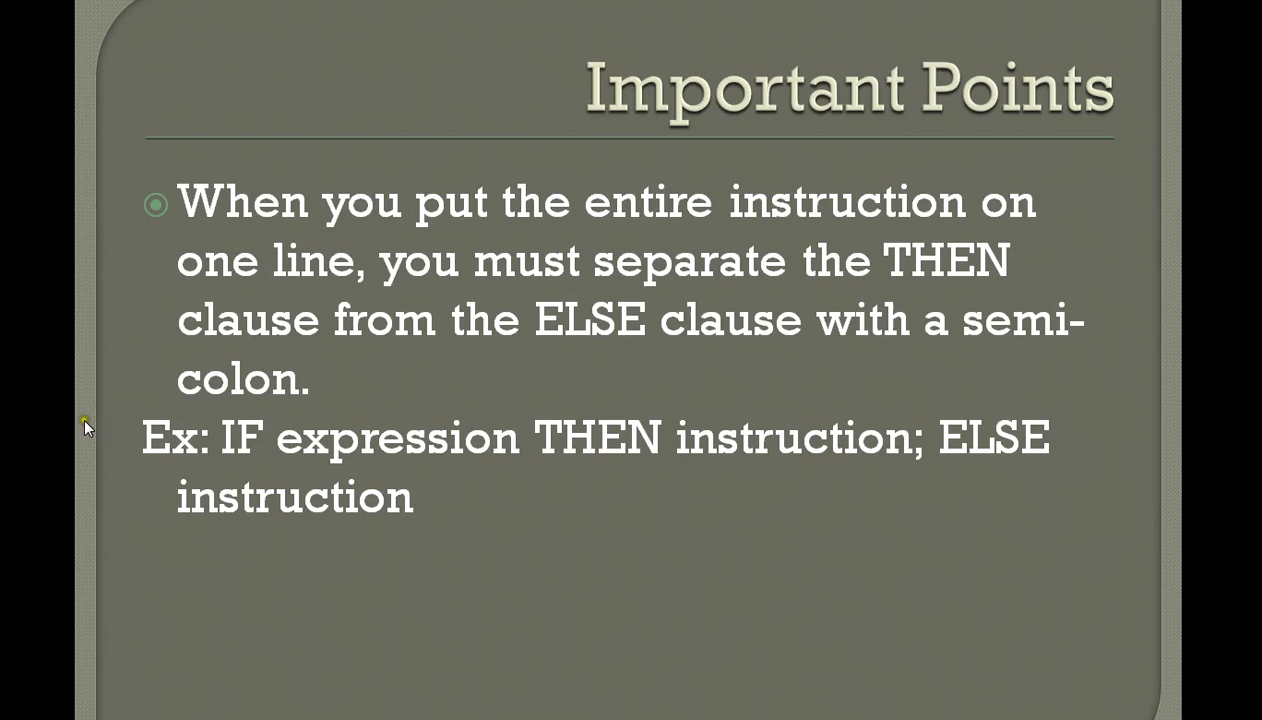 Important Points
When you put the entire instruction on
one line, you must separate the THEN
clause from the ELSE clause with a semi-
colon.
Ex: IF expression THEN instruction; ELSE
instruction